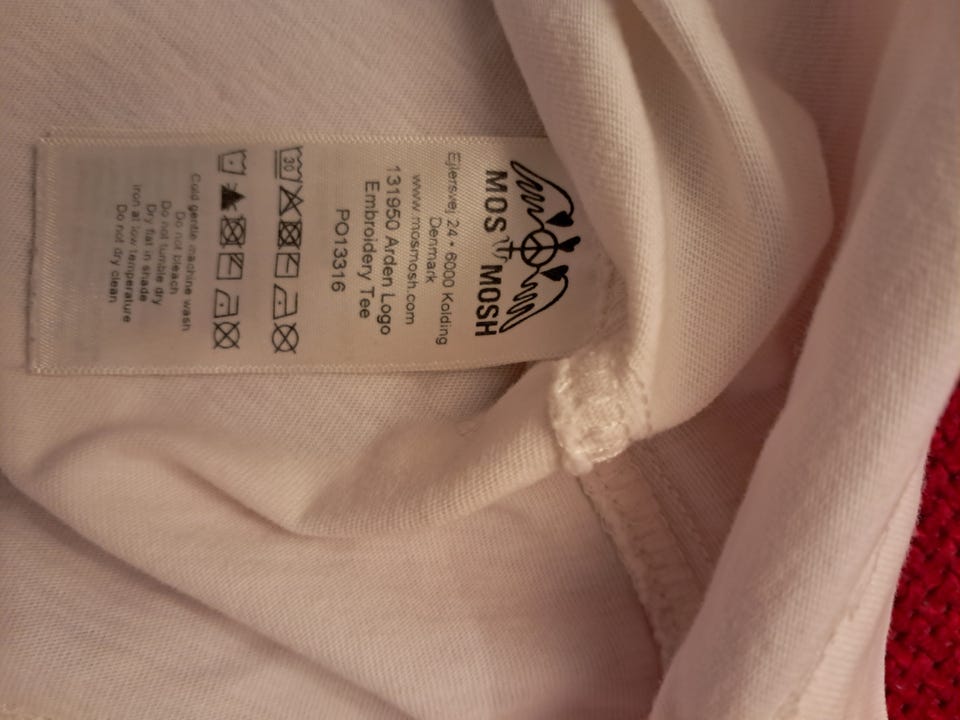 MOS MOSH
Ejlersvej 24 • 6000 Kolding
Denmark
www.mosmosh.com
131950 Arden Logo
Embroidery Tee
PO13316
30
Cold gentle machine wash
Do not bleach
Do not tumble dry
Dry flat in shade
Iron at low temperature
Do not dry clean